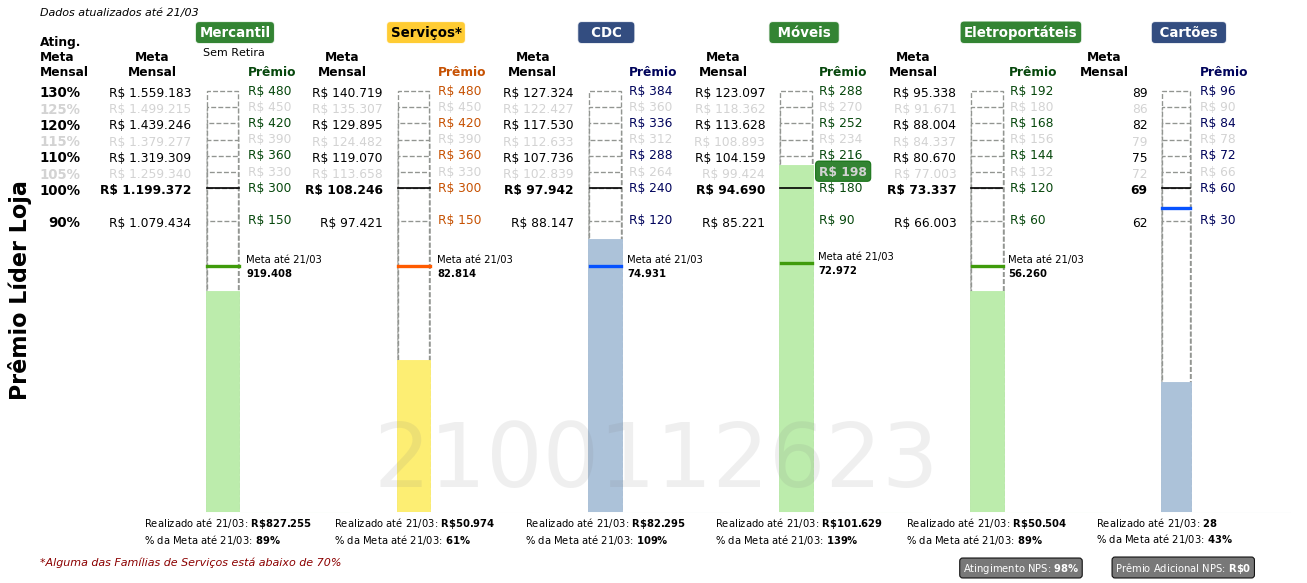 Dados atualizados até 21/03
Mercantil Serviços* CDC Móveis Eletroportáteis Cartões
Sem Retira
Ating. Meta Mensal Meta Mensal Prêmio Meta Mensal Prêmio Meta Mensal Prêmio Meta Mensal Prêmio Meta Mensal Prêmio Meta Mensal Prêmio
130% R$ 1.559.183 R$ 480 R$ 140.719 R$ 480 R$ 127.324 R$ 384 R$ 123.097 R$ 288 R$ 95.338 R$ 192 89 R$ 96
125% R$ 1.499.215 R$ 450 R$ 135.307 R$ 450 R$ 122.427 R$ 360 R$ 118.362 R$ 270 R$ 91.671 R$ 180 86 R$ 90
120% R$ 1.439.246 R$ 420 R$ 129.895 R$ 420 R$ 117.530 R$ 336 R$ 113.628 R$ 252 R$ 88.004 R$ 168 82 R$ 84
115% R$ 1.379.277 R$ 390 R$ 124.482 R$ 390 R$ 112.633 R$ 312 R$ 108.893 R$ 234 R$ 84.337 R$ 156 79 R$ 78
110% R$ 1.319.309 R$ 360 R$ 119.070 R$ 360 R$ 107.736 R$ 288 R$ 104.159 R$ 216 R$ 80.670 R$ 144 75 R$ 72
105% R$ 1.259.340 R$ 330 R$ 113.658 R$ 330 R$ 102.839 R$ 264 R$ 99.424 R$ 198 R$ 77.003 R$ 132 72 R$ 66
100% R$ 1.199.372 R$ 300 R$ 108.246 R$ 300 R$ 97.942 R$ 240 R$ 94.690 R$ 180 R$ 73.337 R$ 120 69 R$ 60
90% R$ 1.079.434 R$ 150 R$ 97.421 R$ 150 R$ 88.147 R$ 120 R$ 85.221 R$ 90 R$ 66.003 R$ 60 62 R$ 30
Prêmio Líder Loja
Meta até 21/03 Meta até 21/03 Meta até 21/03 Meta até 21/03 Meta até 21/03
919.408 82.814 74.931 72.972 56.260
2100112623
Realizado até 21/03: R$827.255 Realizado até 21/03: R$50.974 Realizado até 21/03: R$82.295 Realizado até 21/03: R$101.629 Realizado até 21/03: R$50.504 Realizado até 21/03: 28
% da Meta até 21/03: 89% % da Meta até 21/03: 61% % da Meta até 21/03: 109% % da Meta até 21/03: 139% % da Meta até 21/03: 89% % da Meta até 21/03: 43%
*Alguma das Famílias de Serviços está abaixo de 70%
Atingimento NPS: 98% Prêmio Adicional NPS: R$0